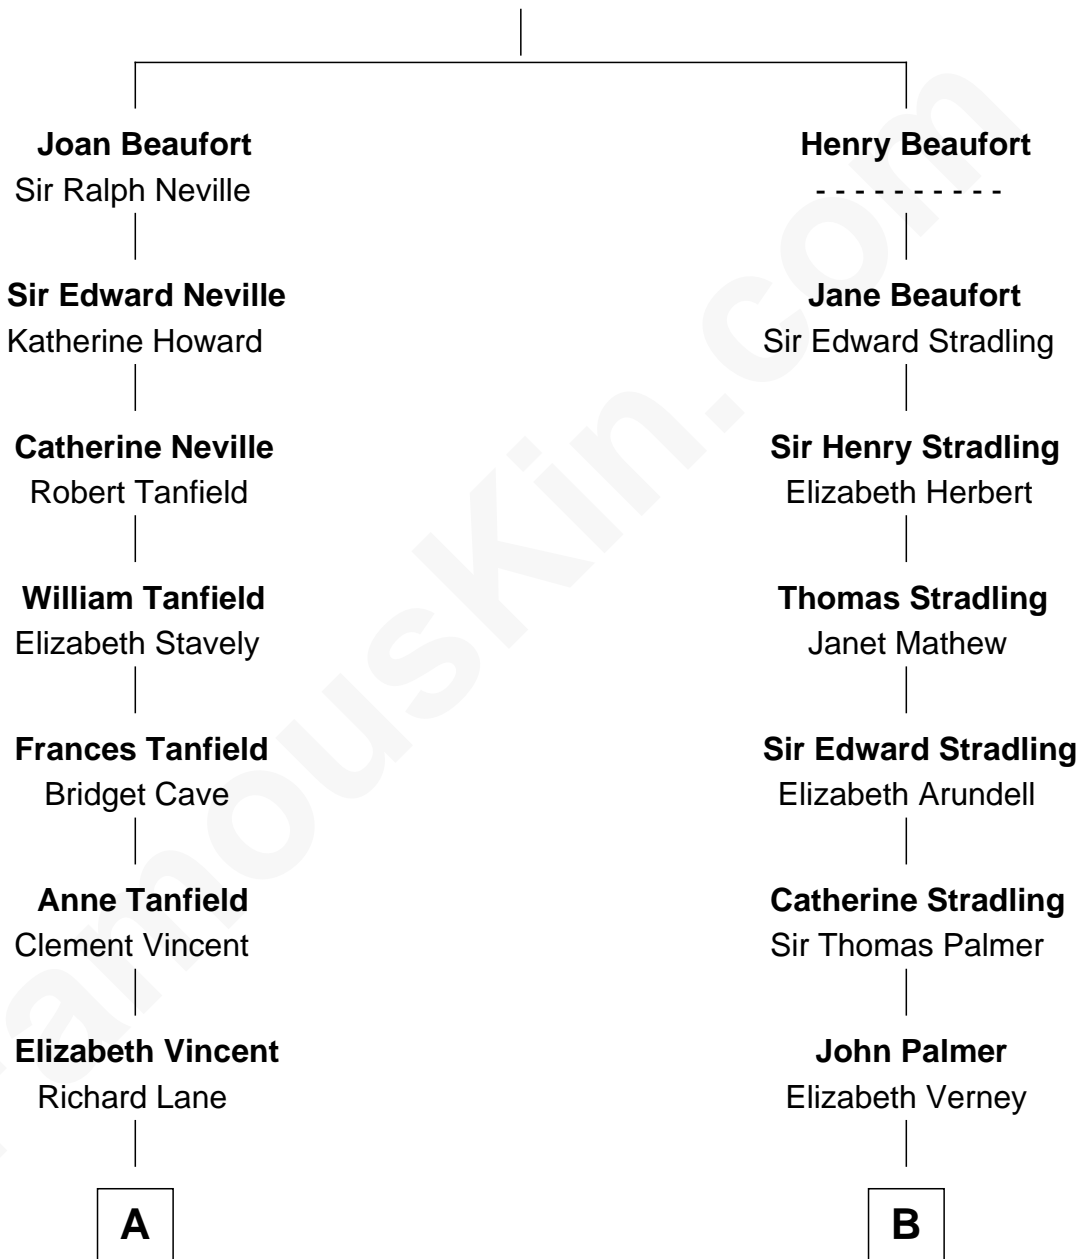 Joan Beaufort
Sir Ralph Neville
Henry Beaufort
- - - - - - - - - -
Sir Edward Neville
Katherine Howard
Jane Beaufort
Sir Edward Stradling
Catherine Neville
Robert Tanfield
Sir Henry Stradling
Elizabeth Herbert
William Tanfield
Elizabeth Stavely
Thomas Stradling
Janet Mathew
Frances Tanfield
Bridget Cave
Sir Edward Stradling
Elizabeth Arundell
Anne Tanfield
Clement Vincent
Catherine Stradling
Sir Thomas Palmer
Elizabeth Vincent
Richard Lane
John Palmer
Elizabeth Verney
A
B
FamousKin.com